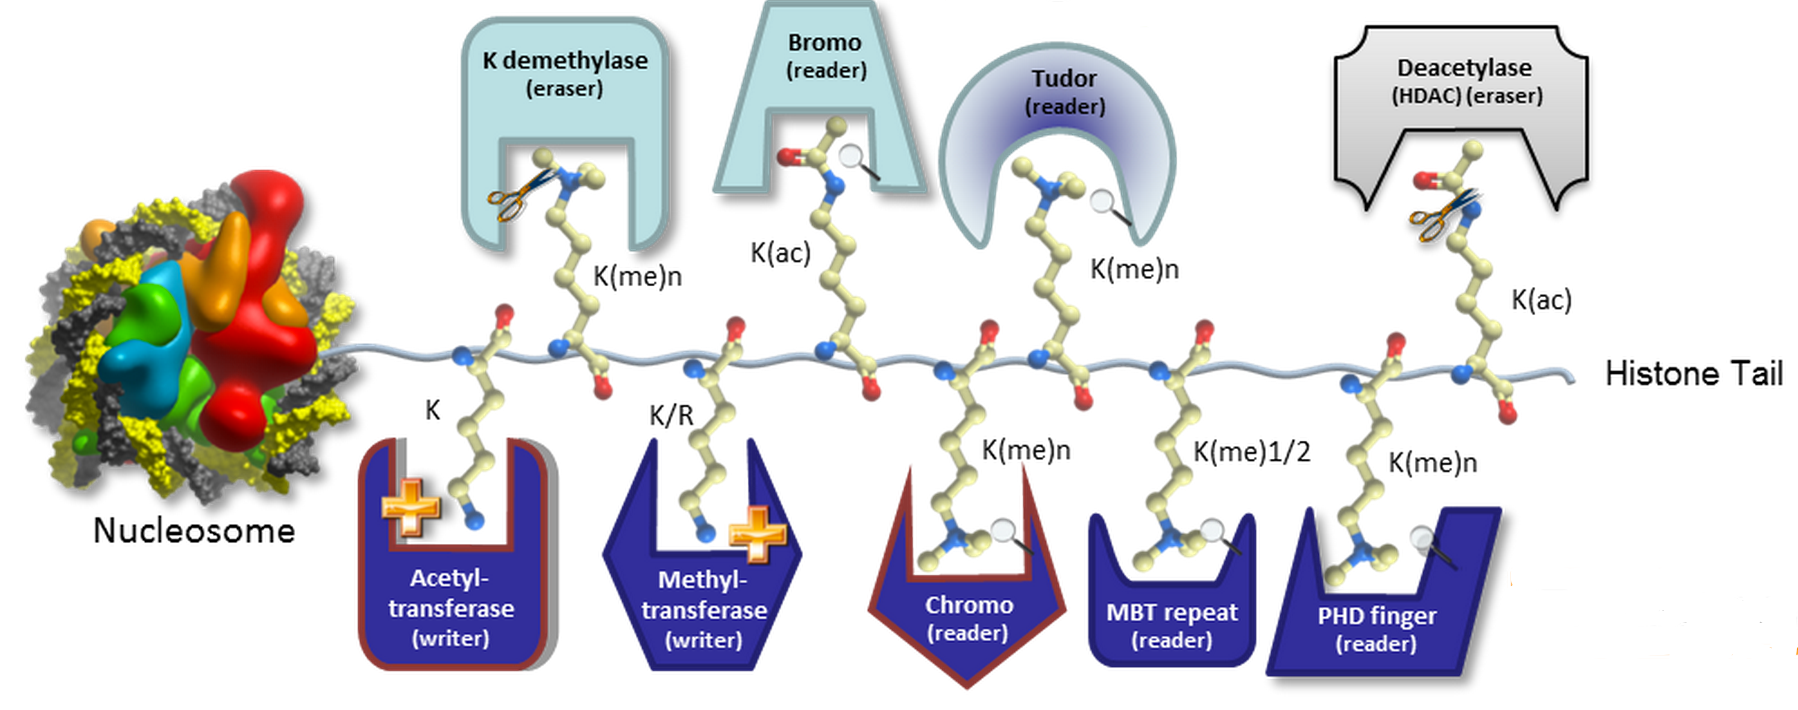 K demethylase
(eraser)
Bromo
(reader)
Tudor
(reader)
Deacetylase
(HDAC) (eraser)
K(me)n
K(ac)
K(me)n
K(ac)
Histone Tail
Nucleosome
K
K/R
K(me)n
K(me)1/2
K(me)n
Acetyl-
transferase
(writer)
Methyl-
transferase
(writer)
Chromo
(reader)
MBT repeat
(reader)
PHD finger
(reader)